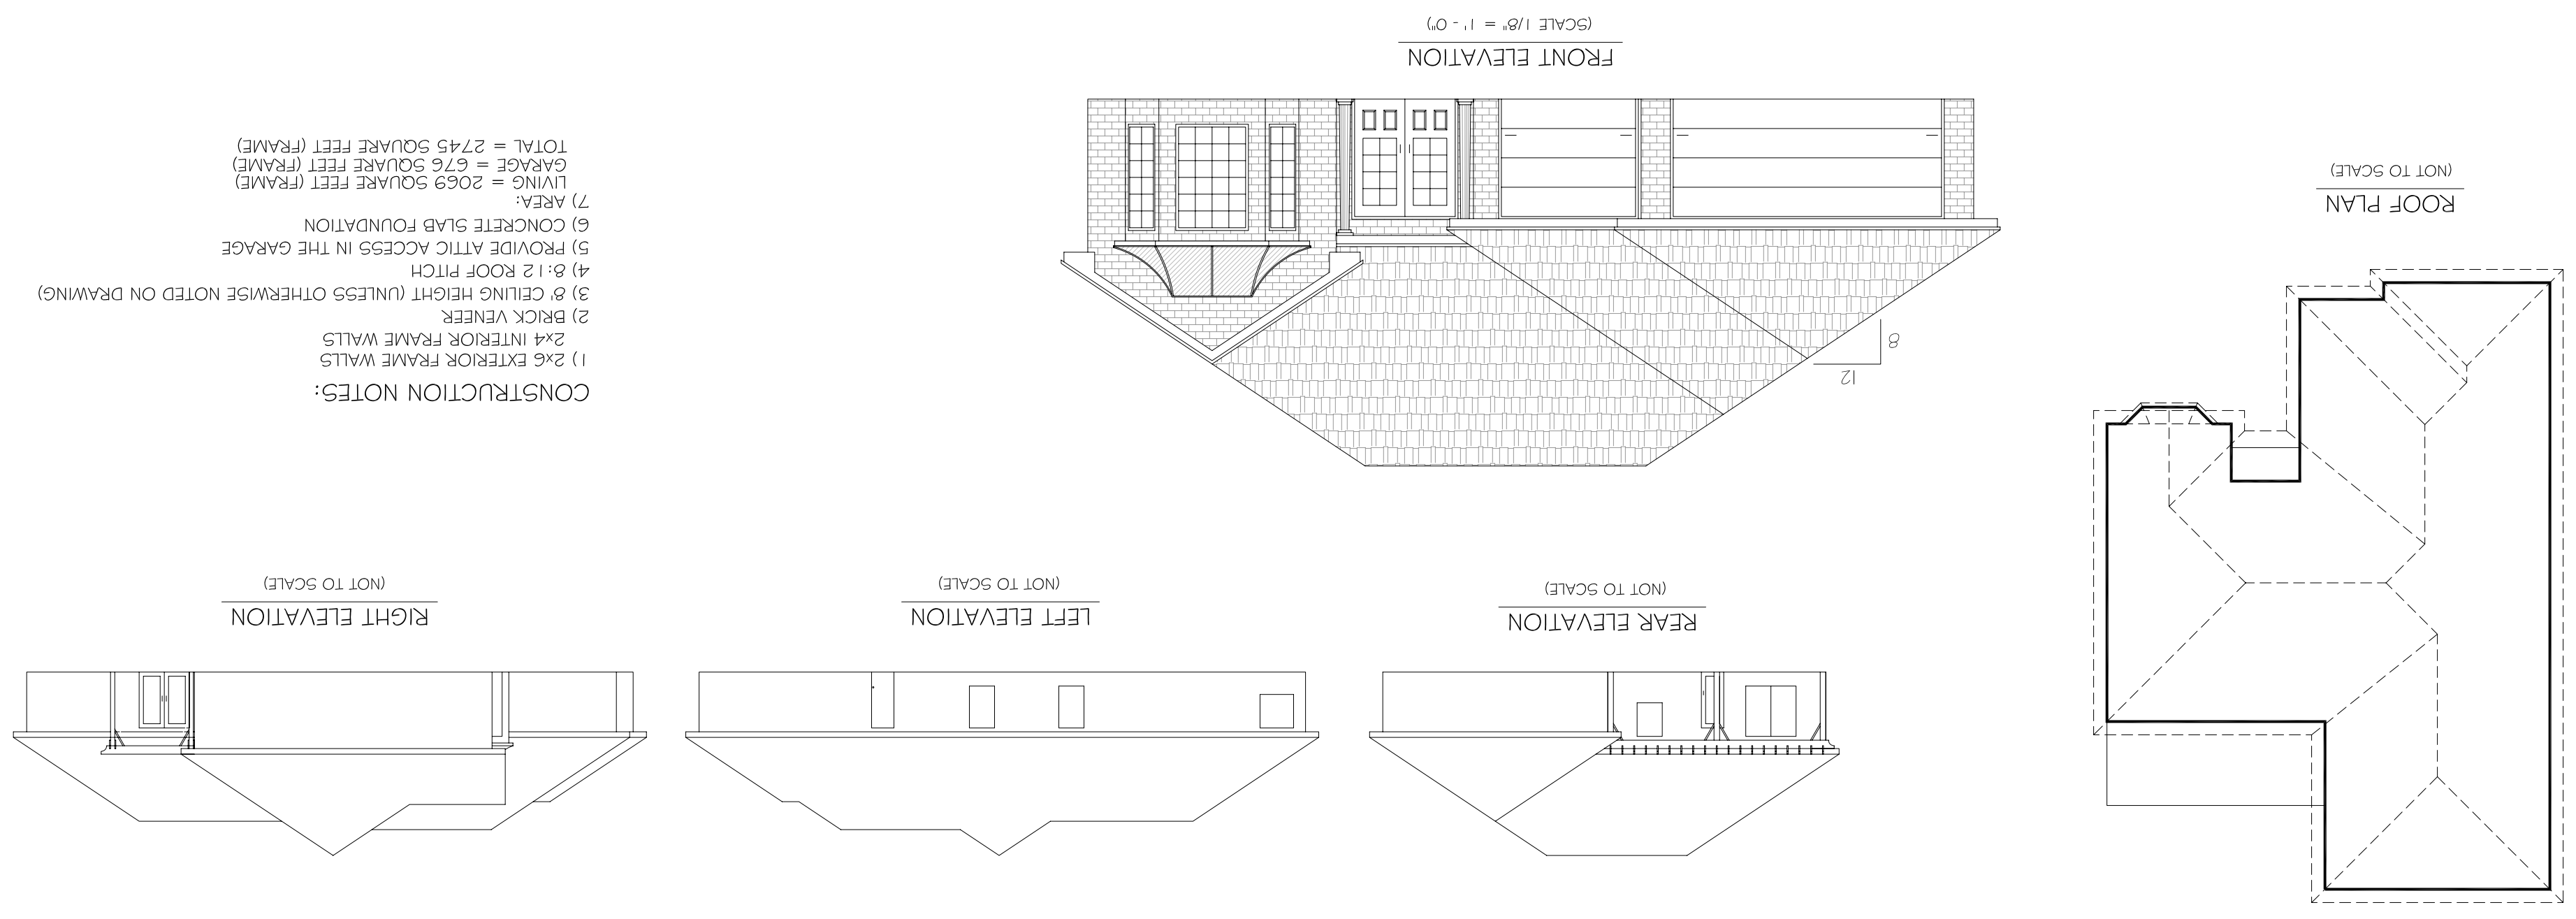 ROOF PLAN
(NOT TO SCALE)
REAR ELEVATION
(NOT TO SCALE)
LEFT ELEVATION
(NOT TO SCALE)
RIGHT ELEVATION
(NOT TO SCALE)
12
8
FRONT ELEVATION
(SCALE 1/8" = 1' - 0")
CONSTRUCTION NOTES:
1) 2x6 EXTERIOR FRAME WALLS
2x4 INTERIOR FRAME WALLS
2) BRICK VENEER
3) 8' CEILING HEIGHT (UNLESS OTHERWISE NOTED ON DRAWING)
4) 8:12 ROOF PITCH
5) PROVIDE ATTIC ACCESS IN THE GARAGE
6) CONCRETE SLAB FOUNDATION
7) AREA:
LIVING = 2069 SQUARE FEET (FRAME)
GARAGE = 676 SQUARE FEET (FRAME)
TOTAL = 2745 SQUARE FEET (FRAME)